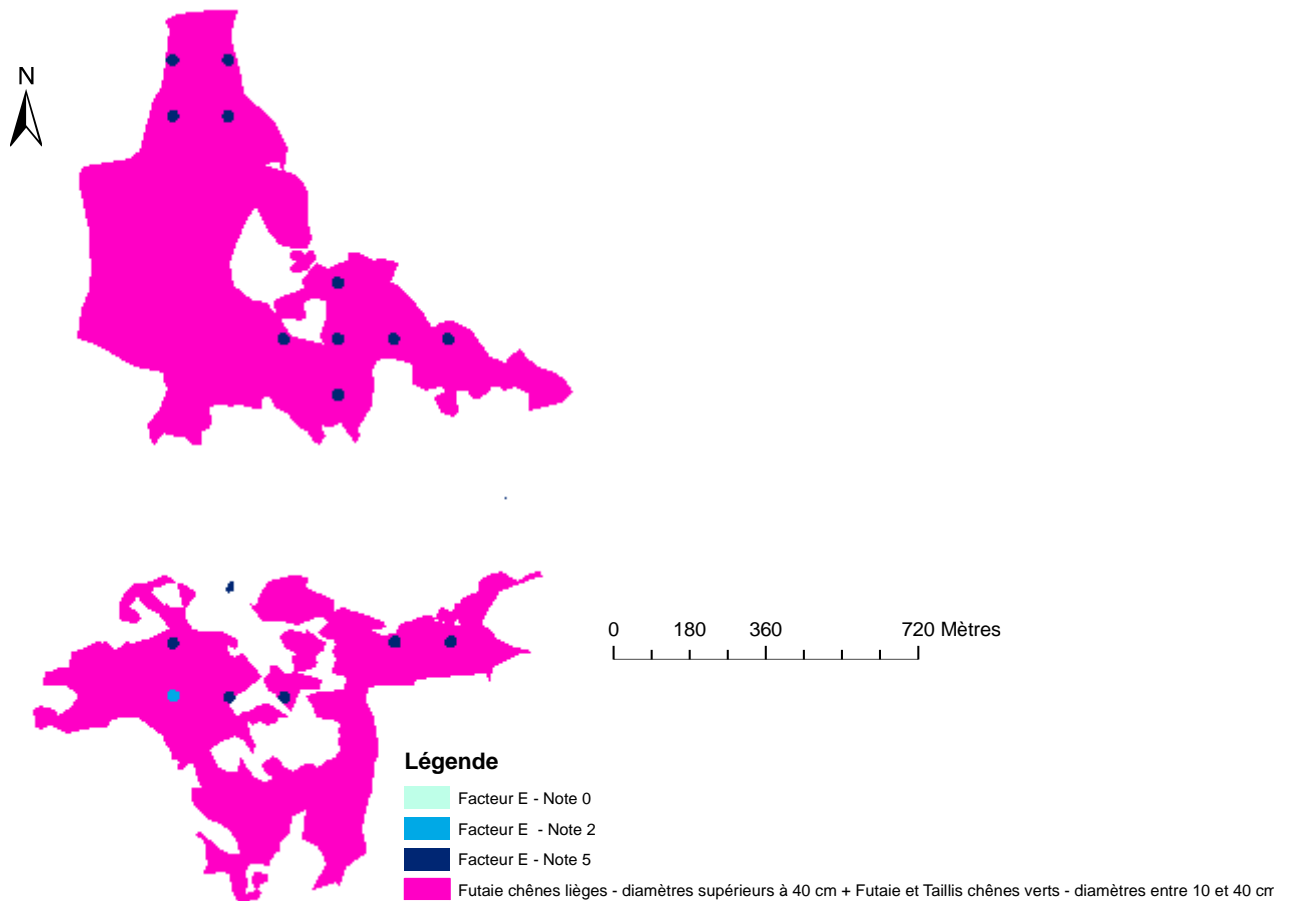 N
0 180 360 720 Mètres
Légende
Facteur E - Note 0
Facteur E - Note 2
Facteur E - Note 5
Futaie chênes lièges - diamètres supérieurs à 40 cm + Futaie et Taillis chênes verts - diamètres entre 10 et 40 cm